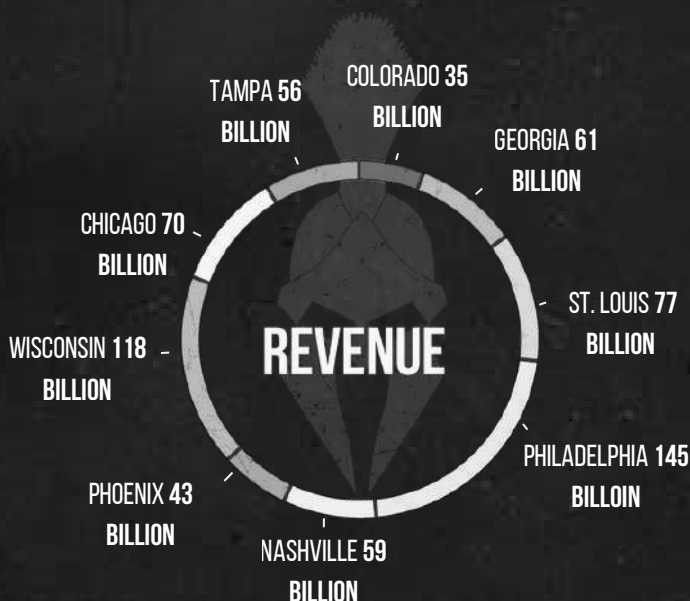 COLORADO 35
BILLION
TAMPA 56
BILLION
GEORGIA 61
BILLION
CHICAGO 70
BILLION
ST. LOUIS 77
BILLION
REVENUE
WISCONSIN 118
BILLION
PHILADELPHIA 145
BILLOIN
PHOENIX 43
BILLION
NASHVILLE 59
BILLION